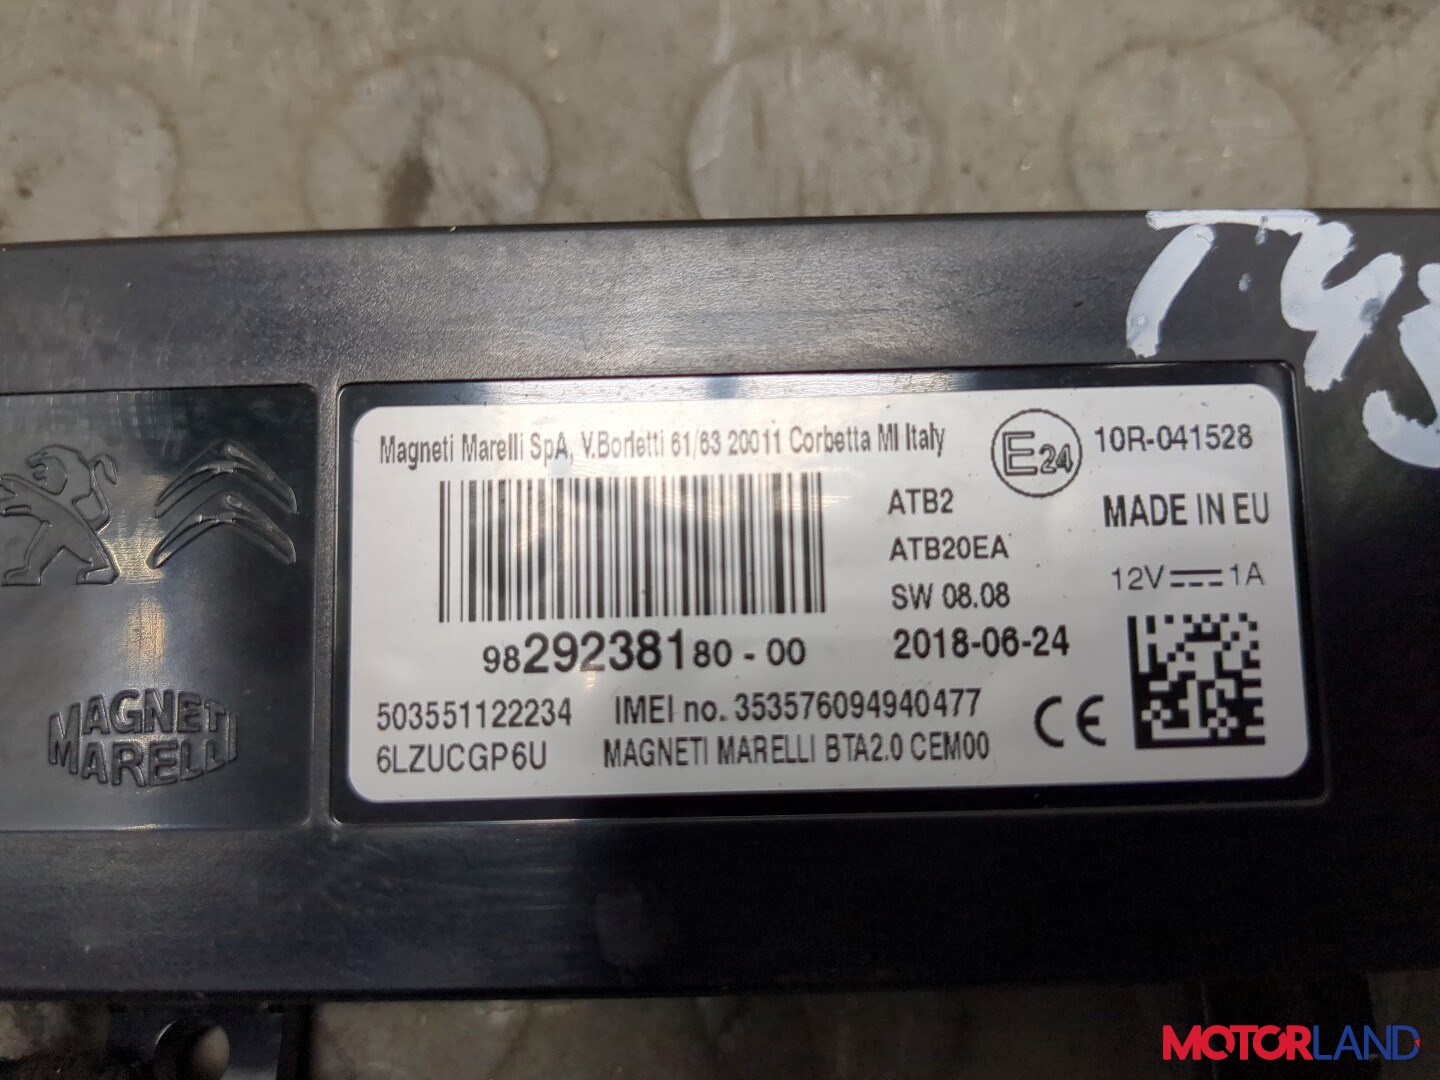 Magneti Marelli SpA, V.Borletti 61/63 20011 Corbetta MI Italy
E24
10R-041528
ATB2
MADE IN EU
ATB20EA
SW 08.08
12V 1A
9829238180 - 00
2018-06-24
503551122234 IMEI no. 353576094940477
6LZUCGP6U MAGNETI MARELLI BTA2.0 CEM00
CE
MAGNETI
MARELLI
MOTORLAND